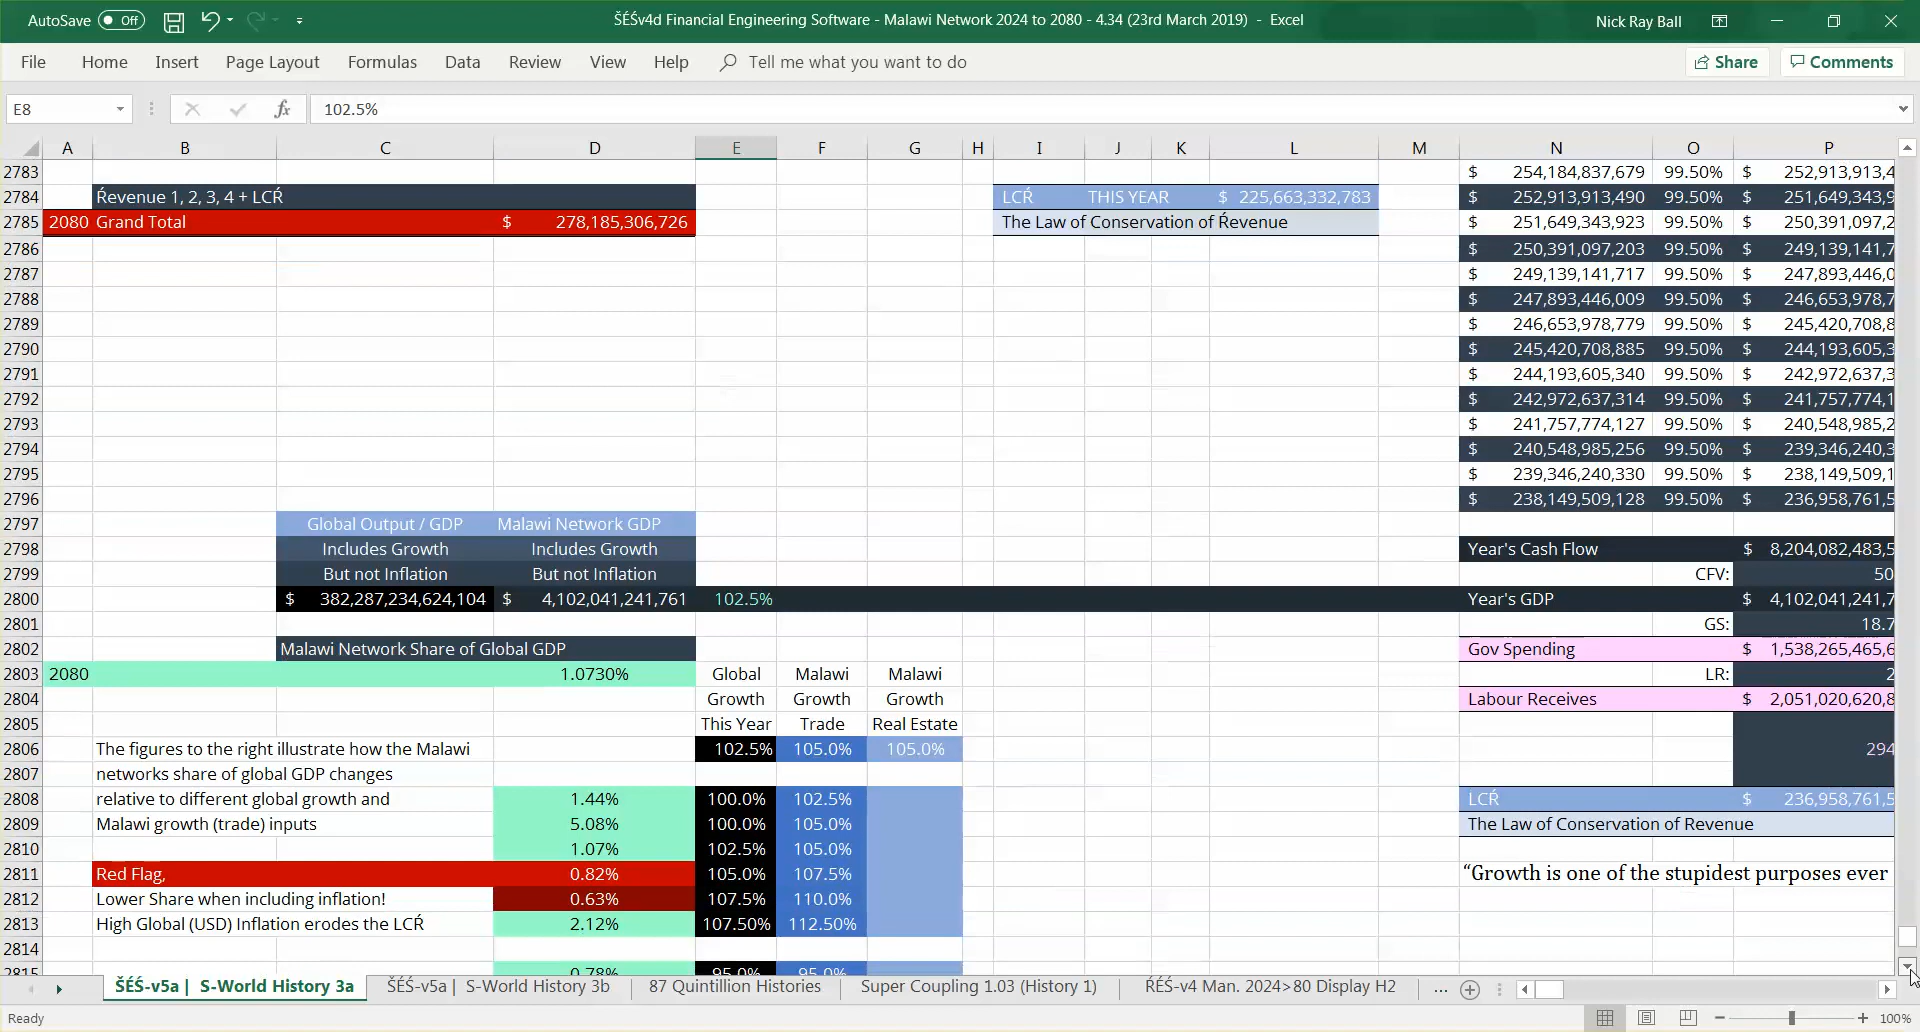 AutoSave Off ŠÉŚv4d Financial Engineering Software - Malawi Network 2024 to 2080 - 4.34 (23rd March 2019) - Excel Nick Ray Ball
File Home Insert Page Layout Formulas Data Review View Help Tell me what you want to do Share Comments
E8 fx 102.5%
A B C D E F G H I J K L M N O P
2783 $ 254,184,837,679 99.50% $ 252,913,913,4
2784 Ŕevenue 1, 2, 3, 4 + LCŔ LCŔ THIS YEAR $ 225,663,332,783 $ 252,913,913,490 99.50% $ 251,649,343,9
2785 2080 Grand Total $ 278,185,306,726 The Law of Conservation of Ŕevenue $ 251,649,343,923 99.50% $ 250,391,097,2
2786 $ 250,391,097,203 99.50% $ 249,139,141,7
2787 $ 249,139,141,717 99.50% $ 247,893,446,0
2788 $ 247,893,446,009 99.50% $ 246,653,978,7
2789 $ 246,653,978,779 99.50% $ 245,420,708,8
2790 $ 245,420,708,885 99.50% $ 244,193,605,3
2791 $ 244,193,605,340 99.50% $ 242,972,637,3
2792 $ 242,972,637,314 99.50% $ 241,757,774,1
2793 $ 241,757,774,127 99.50% $ 240,548,985,2
2794 $ 240,548,985,256 99.50% $ 239,346,240,3
2795 $ 239,346,240,330 99.50% $ 238,149,509,1
2796 $ 238,149,509,128 99.50% $ 236,958,761,5
2797 Global Output / GDP Malawi Network GDP
2798 Includes Growth Includes Growth Year's Cash Flow $ 8,204,082,483,5
2799 But not Inflation But not Inflation CFV: 50
2800 $ 382,287,234,624,104 $ 4,102,041,241,761 102.5% Year's GDP $ 4,102,041,241,7
2801 GS: 18.7
2802 Malawi Network Share of Global GDP Gov Spending $ 1,538,265,465,6
2803 2080 1.0730% Global Malawi Malawi LR: 2
2804 Growth Growth Growth Labour Receives $ 2,051,020,620,8
2805 This Year Trade Real Estate
2806 The figures to the right illustrate how the Malawi 102.5% 105.0% 105.0% 294
2807 networks share of global GDP changes
2808 relative to different global growth and 1.44% 100.0% 102.5% LCŔ $ 236,958,761,5
2809 Malawi growth (trade) inputs 5.08% 100.0% 105.0% The Law of Conservation of Revenue
2810 1.07% 102.5% 105.0%
2811 Red Flag, 0.82% 105.0% 107.5% “Growth is one of the stupidest purposes ever
2812 Lower Share when including inflation! 0.63% 107.5% 110.0%
2813 High Global (USD) Inflation erodes the LCŔ 2.12% 107.50% 112.50%
2814
2815 0.78% 95.0% 95.0%
ŠÉŚ-v5a | S-World History 3a ŠÉŚ-v5a | S-World History 3b 87 Quintillion Histories Super Coupling 1.03 (History 1) ŔÉŚ-v4 Man. 2024>80 Display H2 ...
Ready 100%